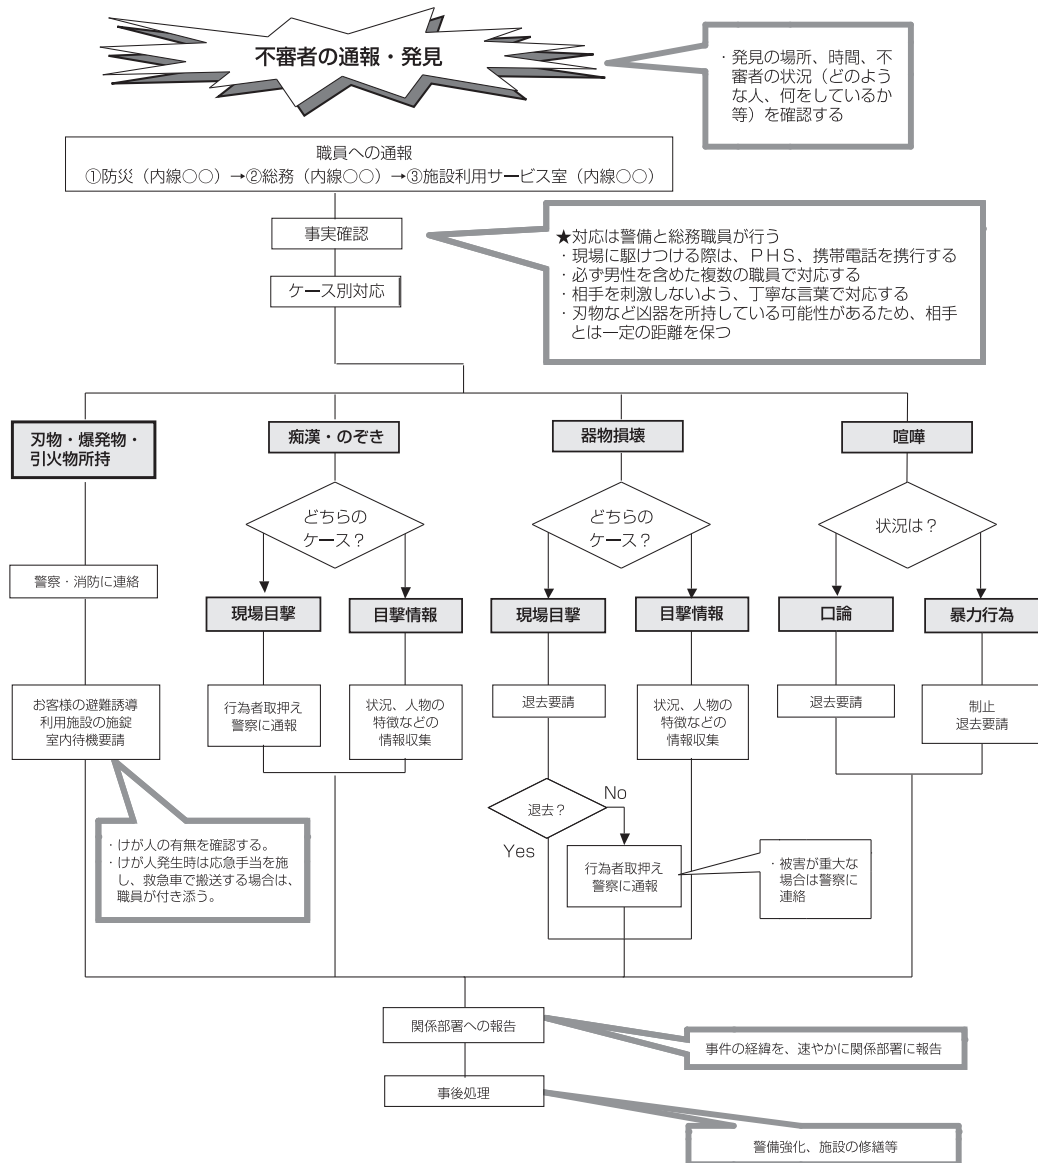 不審者の通報・発見
・発見の場所、時間、不
審者の状況（どのよう
な人、何をしているか
等）を確認する
職員への通報
①防災（内線○○）→②総務（内線○○）→③施設利用サービス室（内線○○）
事実確認
★対応は警備と総務職員が行う
・現場に駆けつける際は、ＰＨＳ、携帯電話を携行する
・必ず男性を含めた複数の職員で対応する
・相手を刺激しないよう、丁寧な言葉で対応する
・刃物など凶器を所持している可能性があるため、相手
とは一定の距離を保つ
ケース別対応
刃物・爆発物・
引火物所持
痴漢・のぞき
器物損壊
喧嘩
どちらの
ケース？
どちらの
ケース？
状況は？
警察・消防に連絡
現場目撃
目撃情報
現場目撃
目撃情報
口論
暴力行為
お客様の避難誘導
利用施設の施錠
室内待機要請
行為者取押え
警察に通報
状況、人物の
特徴などの
情報収集
退去要請
状況、人物の
特徴などの
情報収集
退去要請
制止
退去要請
退去？
No
Yes
・けが人の有無を確認する。
・けが人発生時は応急手当を施
し、救急車で搬送する場合は、
職員が付き添う。
行為者取押え
警察に通報
・被害が重大な
場合は警察に
連絡
関係部署への報告
事件の経緯を、速やかに関係部署に報告
事後処理
警備強化、施設の修繕等